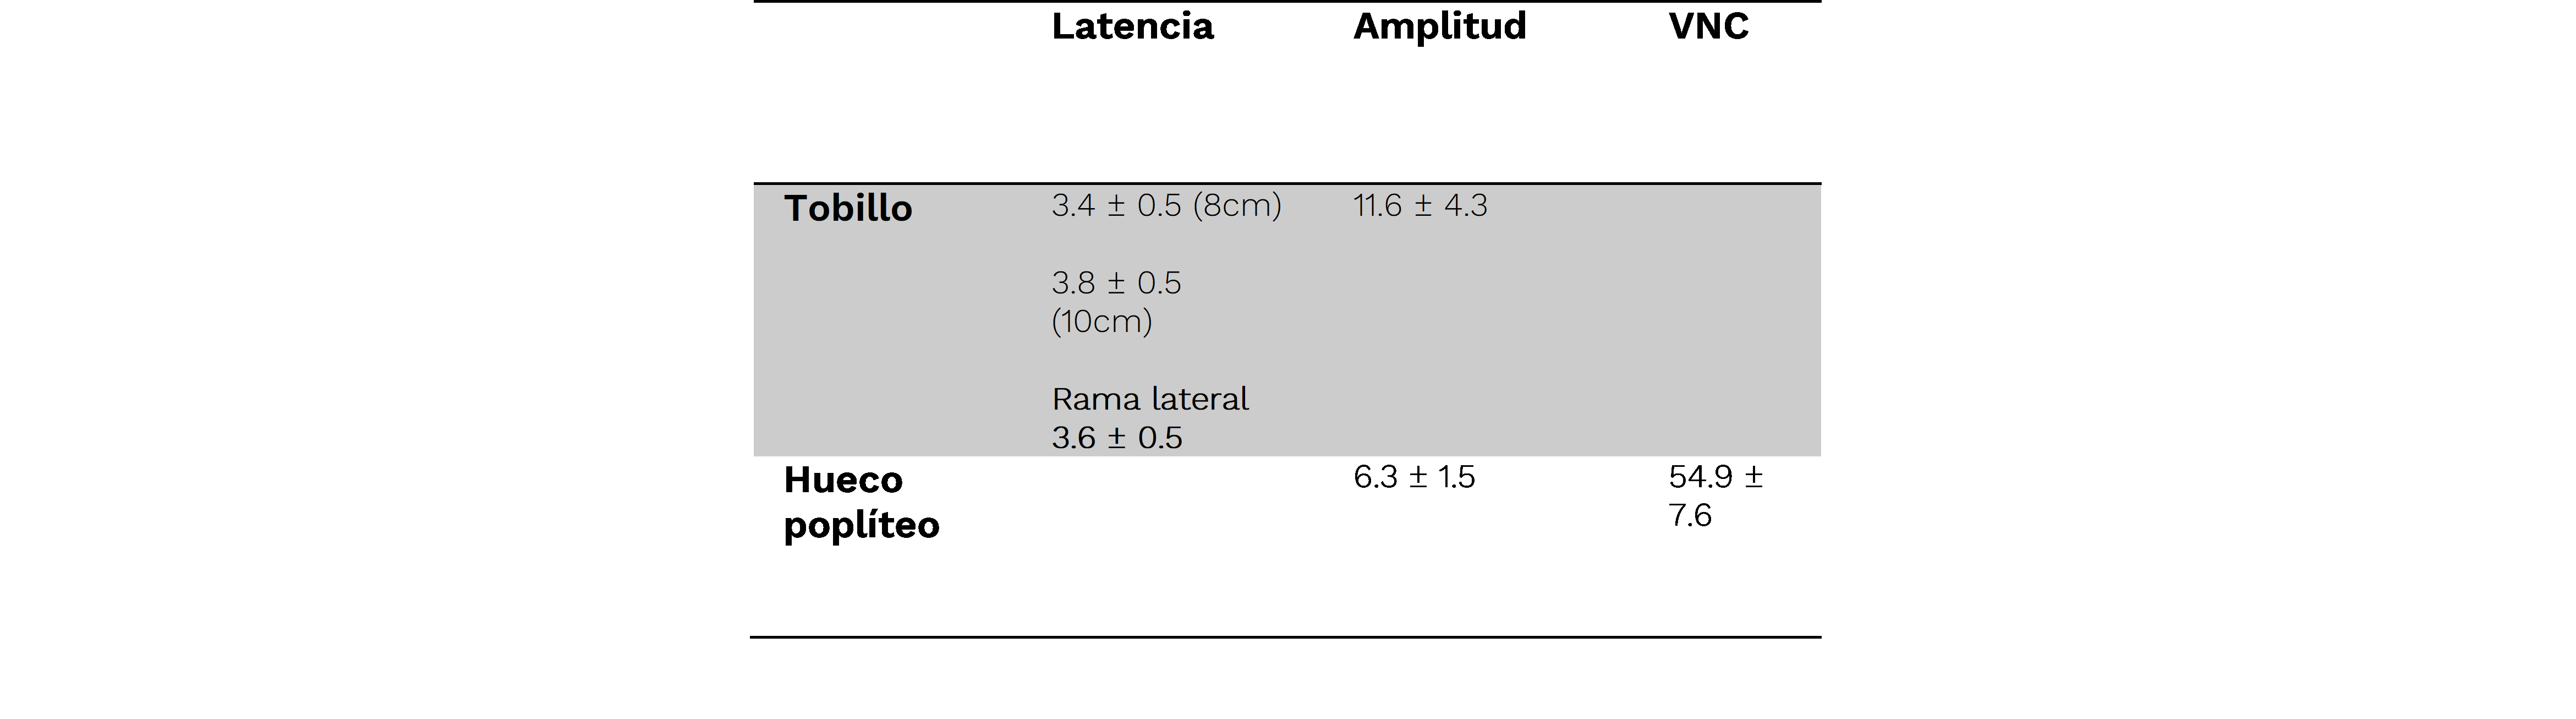 Latencia Amplitud VNC
Tobillo 3.4 ± 0.5 (8cm) 11.6 ± 4.3
3.8 ± 0.5
(10cm)
Rama lateral
3.6 ± 0.5
Hueco 6.3 ± 1.5 54.9 ±
poplíteo 7.6